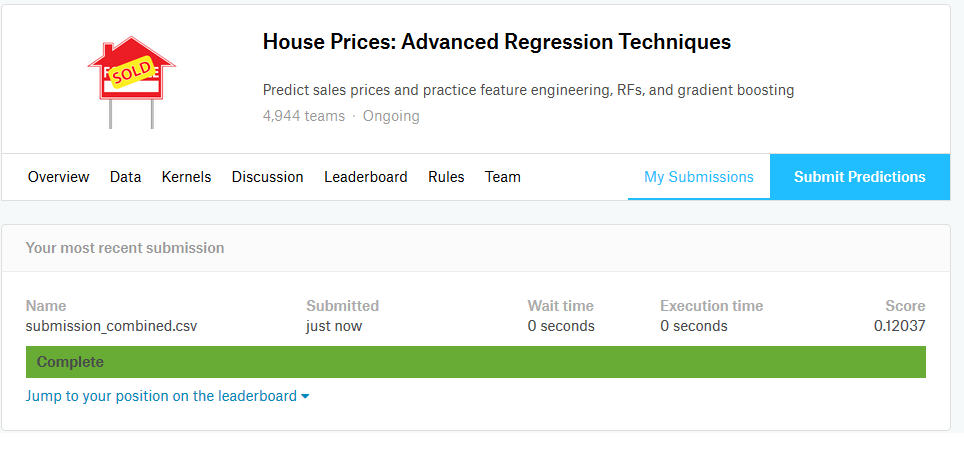 SOLD
House Prices: Advanced Regression Techniques
Predict sales prices and practice feature engineering, RFs, and gradient boosting
4,944 teams · Ongoing
Overview Data Kernels Discussion Leaderboard Rules Team My Submissions Submit Predictions
Your most recent submission
Name Submitted Wait time Execution time Score
submission_combined.csv just now 0 seconds 0 seconds 0.12037
Complete
Jump to your position on the leaderboard